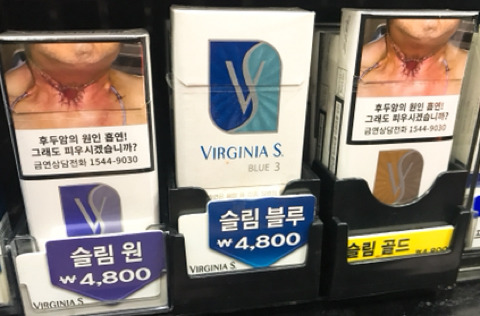 후두암의 원인 흡연!
그래도 피우시겠습니까?
금연상담전화 1544-9030
슬림 원
₩4,800
VIRGINIA S.
VS
VIRGINIA S.
BLUE 3
슬림 블루
₩4,800
VIRGINIA S.
후두암의 원인 흡연!
그래도 피우시겠습니까?
금연상담전화 1544-9030
슬림 골드
₩4,800